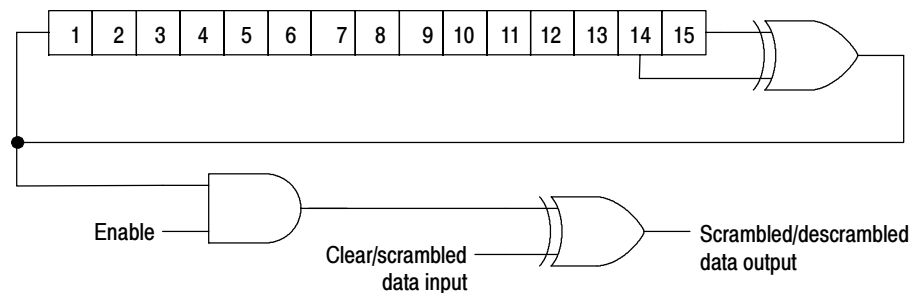 1 2 3 4 5 6 7 8 9 10 11 12 13 14 15
Enable
Clear/scrambled
data input
Scrambled/descrambled
data output